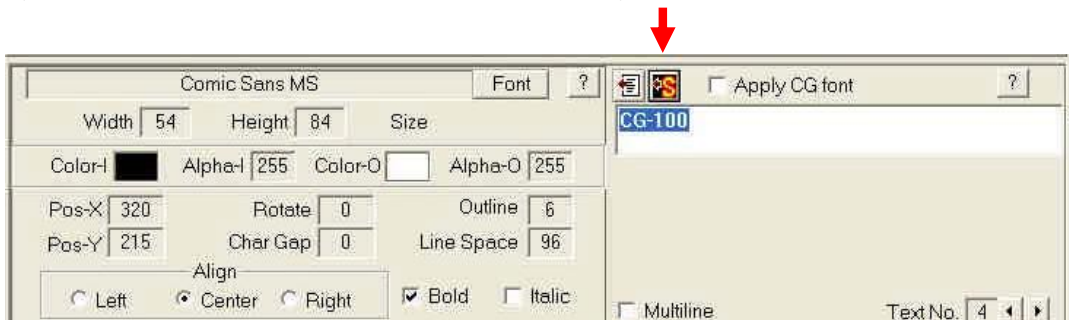 Comic Sans MS Font ?
Width 54 Height 84 Size
Color-I Alpha-I 255 Color-O Alpha-O 255
Pos-X 320 Rotate 0 Outline 6
Pos-Y 215 Char Gap 0 Line Space 96
Align
Left Center Right Bold Italic
S Apply CG font ?
CG-100
Multiline Text No. 4